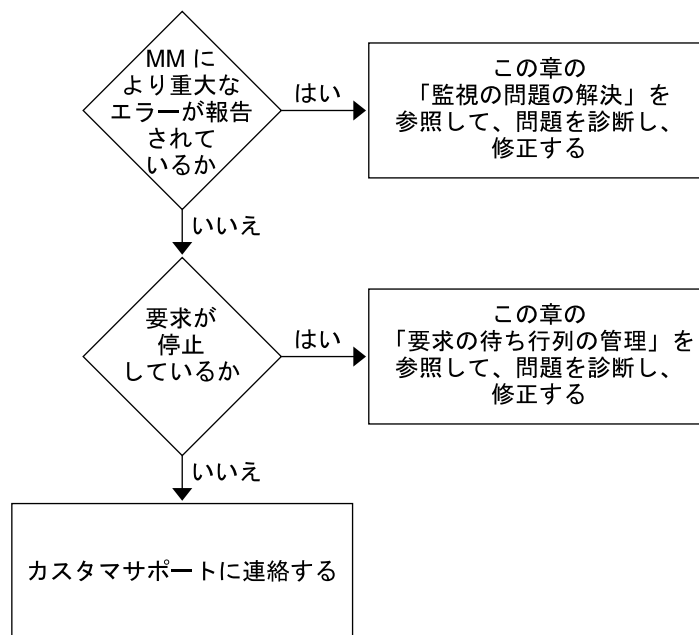 MM に
より重大な
エラーが報告
されて
いるか
はい
この章の
「監視の問題の解決」を
参照して、問題を診断し、
修正する
いいえ
要求が
停止
しているか
はい
この章の
「要求の待ち行列の管理」を
参照して、問題を診断し、
修正する
いいえ
カスタマサポートに連絡する